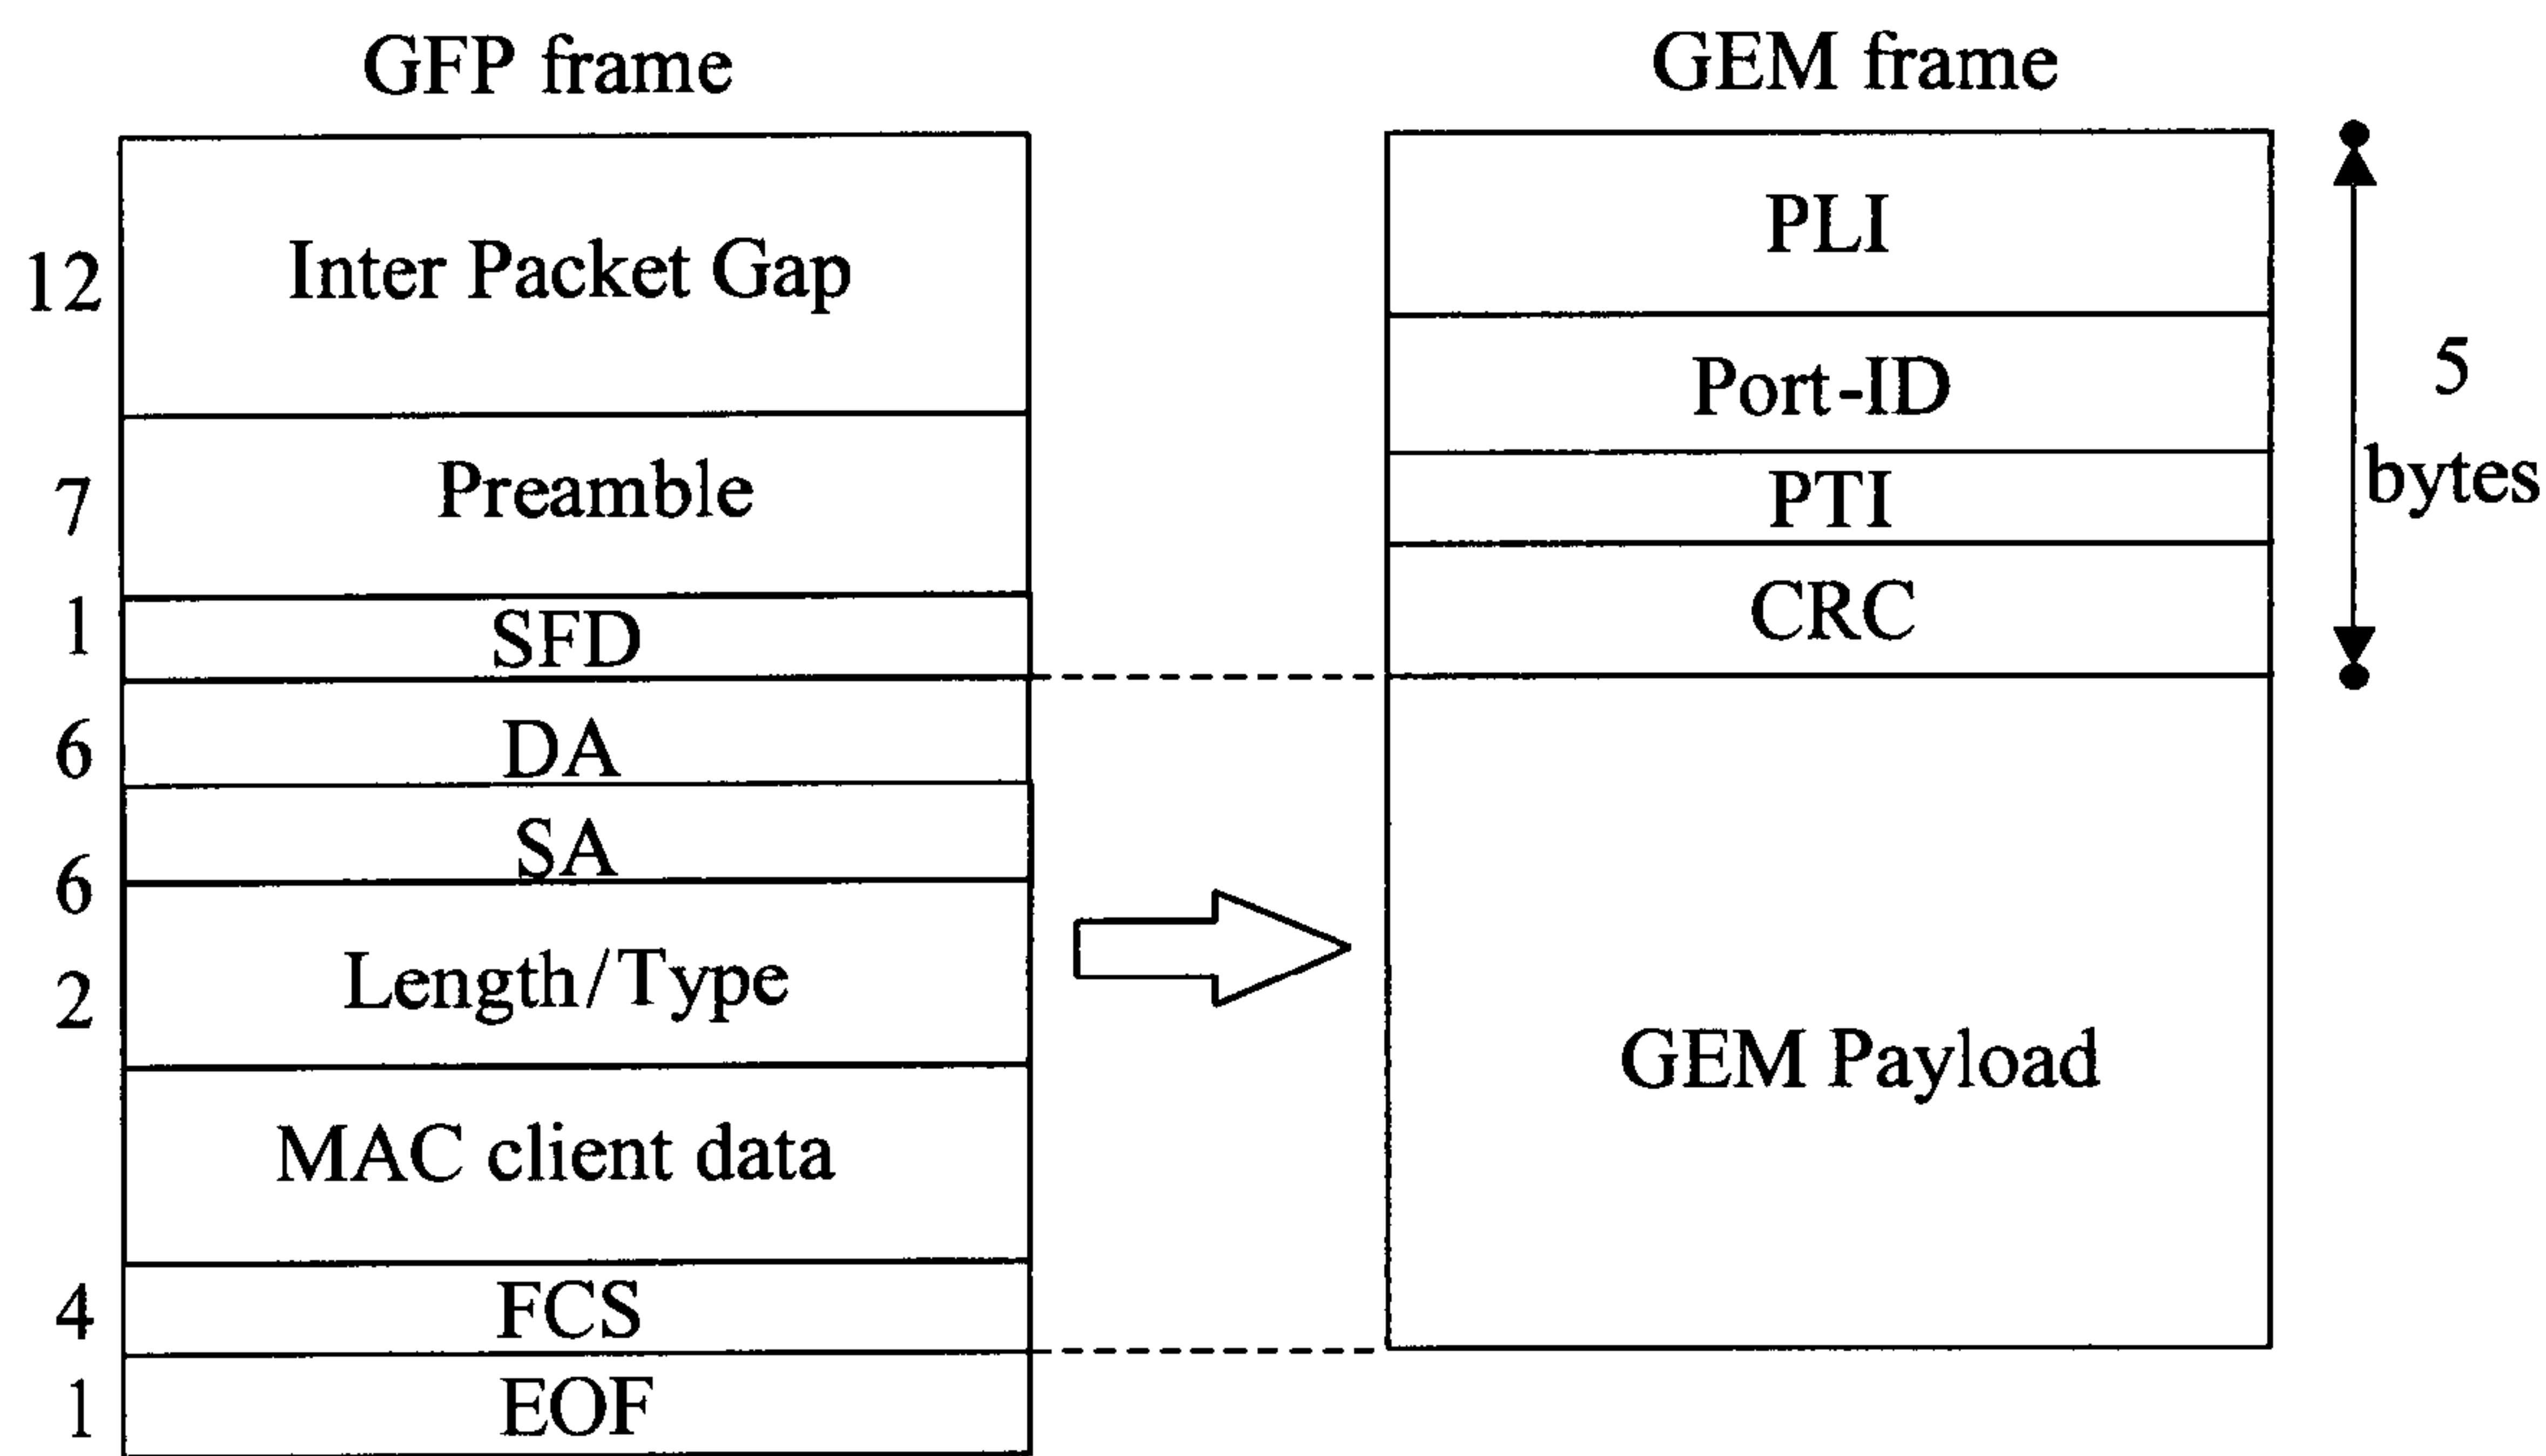 GFP frame
12 Inter Packet Gap
7 Preamble
1 SFD
6 DA
6 SA
2 Length/Type
MAC client data
4 FCS
1 EOF
GEM frame
PLI
Port-ID
PTI
CRC
GEM Payload
5
bytes